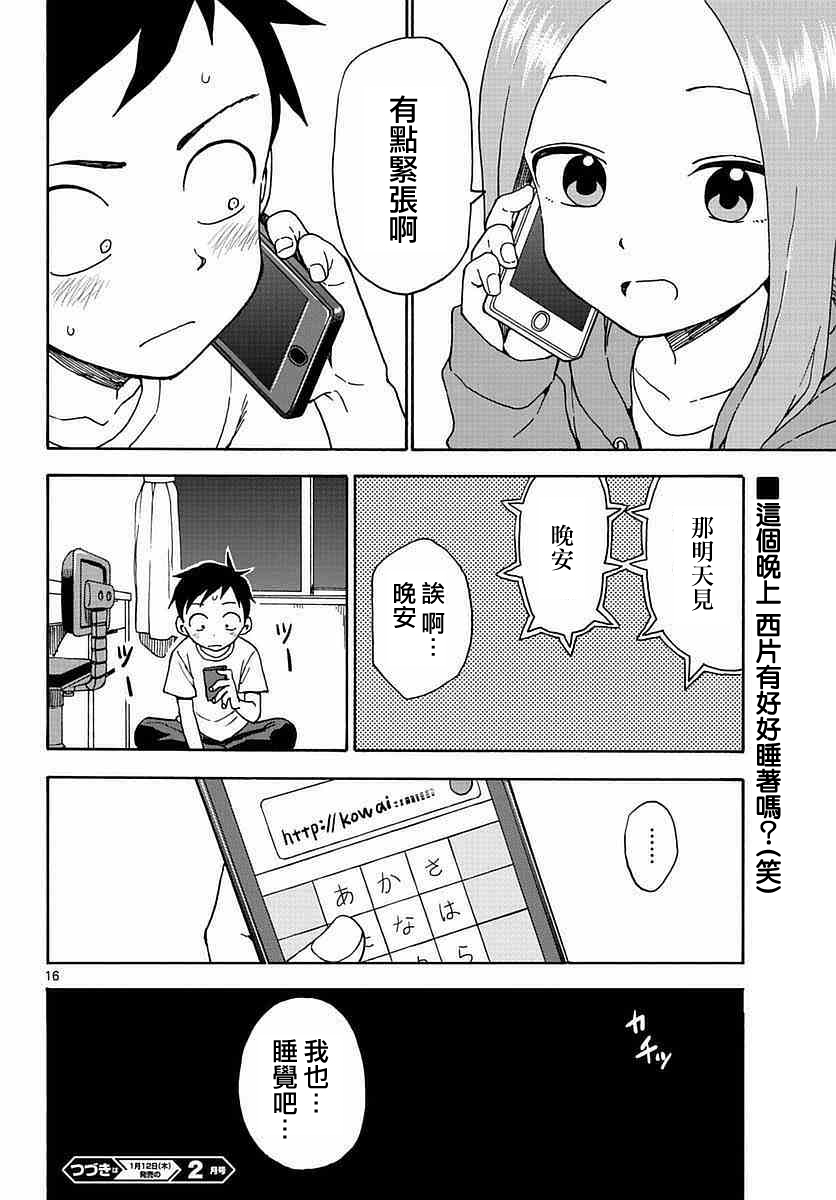 有點緊張啊
那明天見
晚安
誒啊…
晚安
ツー
ツー
■這個晚上 西片有好好睡著嗎？(笑)
……
http://kowai
あ か さ
な は
ら
16
カチッ
我也…
睡覺吧…
つづきは
1月12日(木)
発売の
2月号